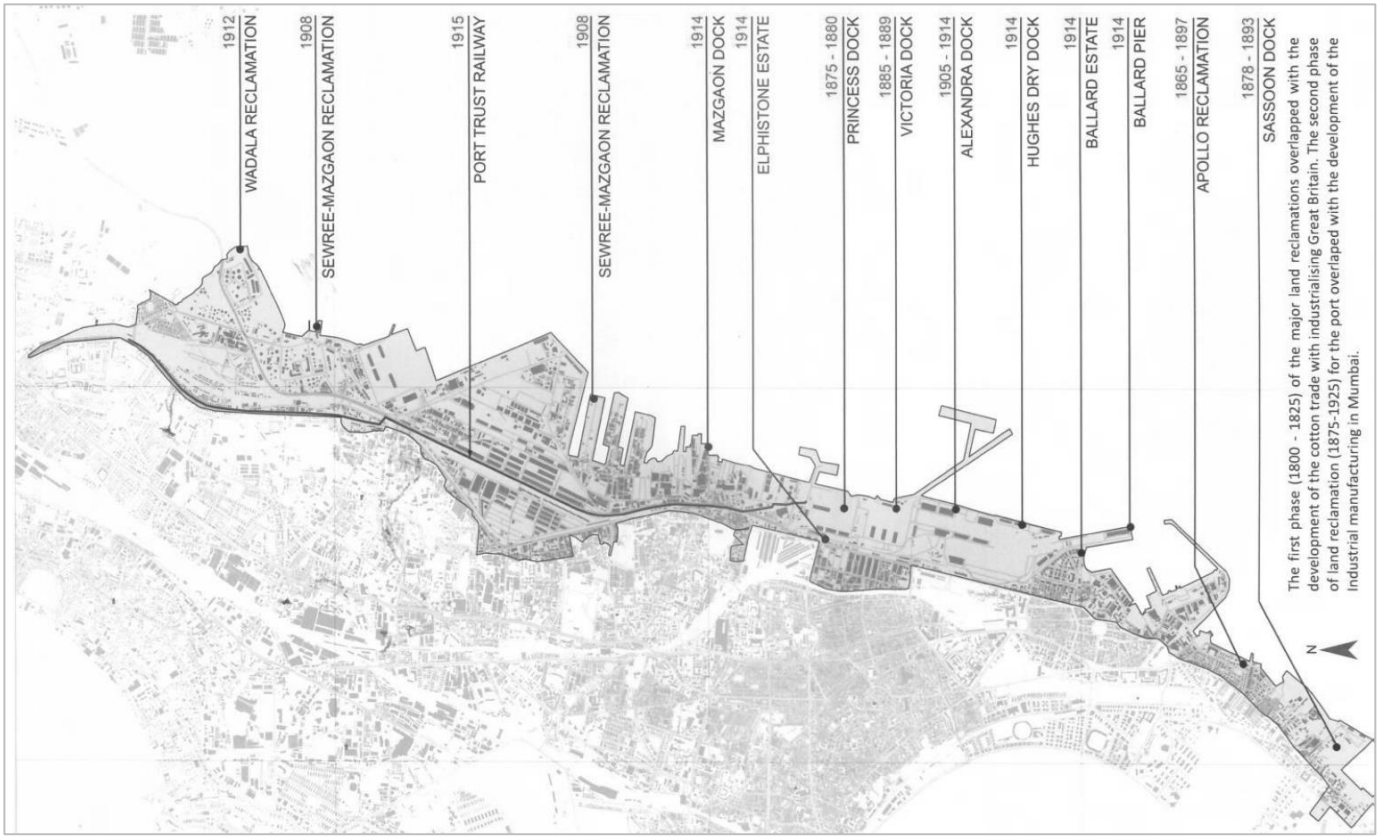 1912
WADALA RECLAMATION
1908
SEWREE-MAZGAON RECLAMATION
1915
PORT TRUST RAILWAY
1908
SEWREE-MAZGAON RECLAMATION
1914
MAZGAON DOCK
1914
ELPHISTONE ESTATE
1875 - 1880
PRINCESS DOCK
1885 - 1889
VICTORIA DOCK
1905 - 1914
ALEXANDRA DOCK
1914
HUGHES DRY DOCK
1914
BALLARD ESTATE
1914
BALLARD PIER
1865 - 1897
APOLLO RECLAMATION
1878 - 1893
SASSOON DOCK
N
The first phase (1800 - 1825) of the major land reclamations overlapped with the
development of the cotton trade with industrialising Great Britain. The second phase
of land reclamation (1875-1925) for the port overlaped with the development of the
Industrial manufacturing in Mumbai.